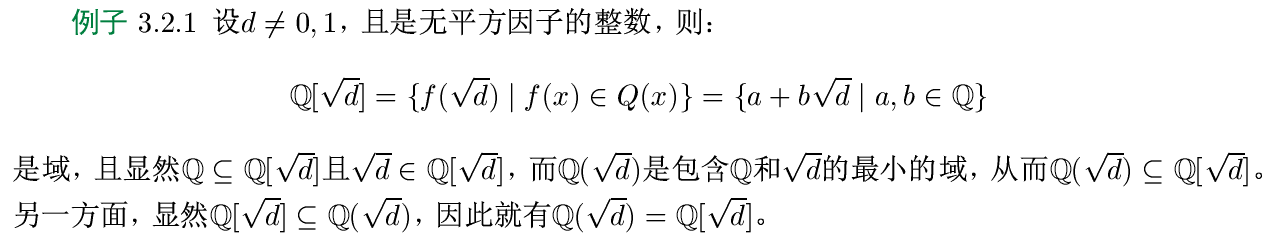 例子 3.2.1 设d ≠ 0, 1，且是无平方因子的整数，则：
ℚ[√d] = {f(√d) | f(x) ∈ Q(x)} = {a + b√d | a, b ∈ ℚ}
是域，且显然ℚ ⊆ ℚ[√d]且√d ∈ ℚ[√d]，而ℚ(√d)是包含ℚ和√d的最小的域，从而ℚ(√d) ⊆ ℚ[√d]。
另一方面，显然ℚ[√d] ⊆ ℚ(√d)，因此就有ℚ(√d) = ℚ[√d]。